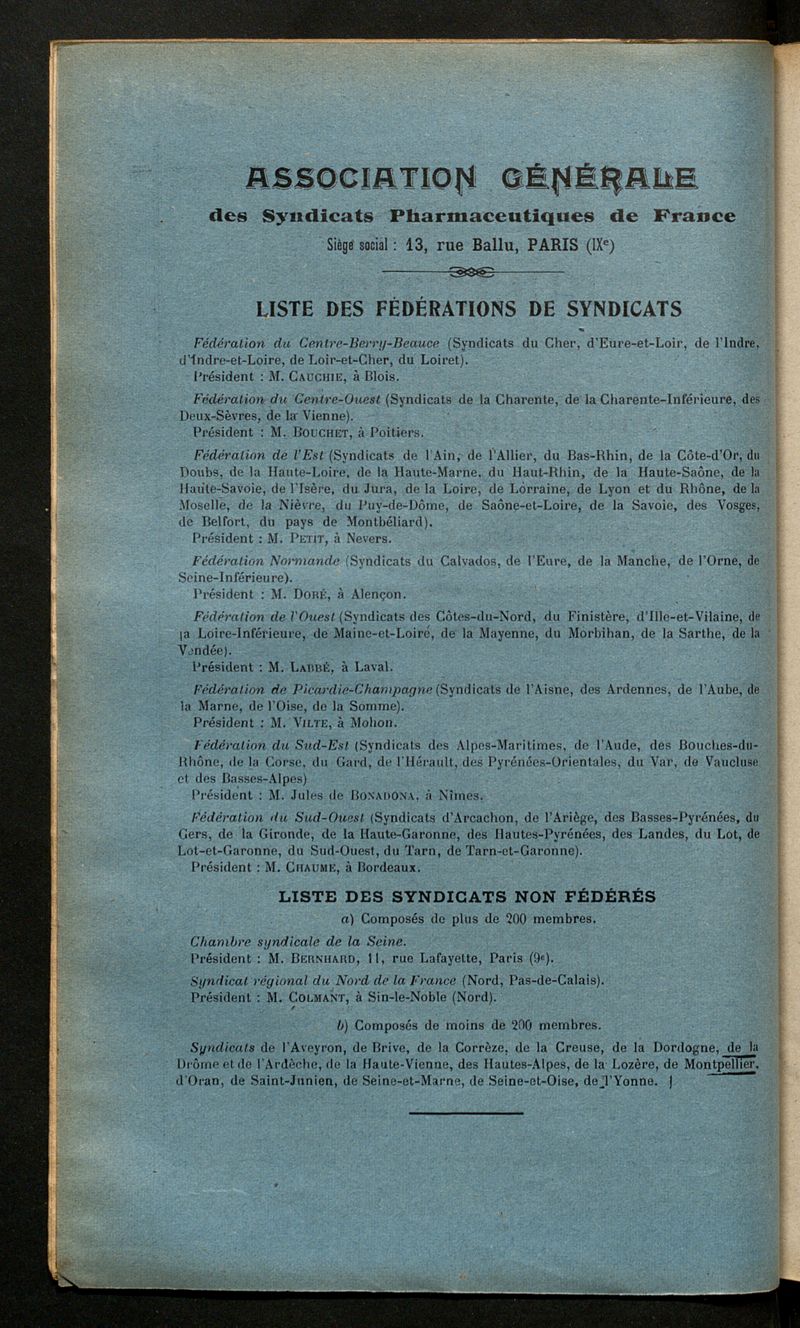 ASSOCIATION GÉNÉRALE
des Syndicats Pharmaceutiques de France
Siège social : 13, rue Ballu, PARIS (IXe)
LISTE DES FÉDÉRATIONS DE SYNDICATS
Fédération du Centre-Berry-Beauce (Syndicats du Cher, d'Eure-et-Loir, de l'Indre,
d'Indre-et-Loire, de Loir-et-Cher, du Loiret).
Président : M. CAUCHIE, à Blois.
Fédération du Centre-Ouest (Syndicats de la Charente, de la Charente-Inférieure, des
Deux-Sèvres, de la Vienne).
Président : M. BOUCHET, à Poitiers.
Fédération de l'Est (Syndicats de l'Ain, de l'Allier, du Bas-Rhin, de la Côte-d'Or, du
Doubs, de la Haute-Loire, de la Haute-Marne, du Haut-Rhin, de la Haute-Saône, de la
Haute-Savoie, de l'Isère, du Jura, de la Loire, de Lorraine, de Lyon et du Rhône, de la
Moselle, de la Nièvre, du Puy-de-Dôme, de Saône-et-Loire, de la Savoie, des Vosges,
de Belfort, du pays de Montbéliard).
Président : M. PETIT, à Nevers.
Fédération Normande (Syndicats du Calvados, de l'Eure, de la Manche, de l'Orne, de
Seine-Inférieure).
Président : M. DORÉ, à Alençon.
Fédération de l'Ouest (Syndicats des Côtes-du-Nord, du Finistère, d'Ille-et-Vilaine, de
la Loire-Inférieure, de Maine-et-Loire, de la Mayenne, du Morbihan, de la Sarthe, de la
Vendée).
Président : M. LABBÉ, à Laval.
Fédération de Picardie-Champagne (Syndicats de l'Aisne, des Ardennes, de l'Aube, de
la Marne, de l'Oise, de la Somme).
Président : M. VILTE, à Mohon.
Fédération du Sud-Est (Syndicats des Alpes-Maritimes, de l'Aude, des Bouches-du-
Rhône, de la Corse, du Gard, de l'Hérault, des Pyrénées-Orientales, du Var, de Vaucluse
et des Basses-Alpes)
Président : M. Jules de BONADONA, à Nîmes.
Fédération du Sud-Ouest (Syndicats d'Arcachon, de l'Ariège, des Basses-Pyrénées, du
Gers, de la Gironde, de la Haute-Garonne, des Hautes-Pyrénées, des Landes, du Lot, de
Lot-et-Garonne, du Sud-Ouest, du Tarn, de Tarn-et-Garonne).
Président : M. CHAUME, à Bordeaux.
LISTE DES SYNDICATS NON FÉDÉRÉS
a) Composés de plus de 200 membres.
Chambre syndicale de la Seine.
Président : M. BERNHARD, 11, rue Lafayette, Paris (9e).
Syndicat régional du Nord de la France (Nord, Pas-de-Calais).
Président : M. COLMANT, à Sin-le-Noble (Nord).
b) Composés de moins de 200 membres.
Syndicats de l'Aveyron, de Brive, de la Corrèze, de la Creuse, de la Dordogne, de la
Drôme et de l'Ardèche, de la Haute-Vienne, des Hautes-Alpes, de la Lozère, de Montpellier,
d'Oran, de Saint-Junien, de Seine-et-Marne, de Seine-et-Oise, de l'Yonne.